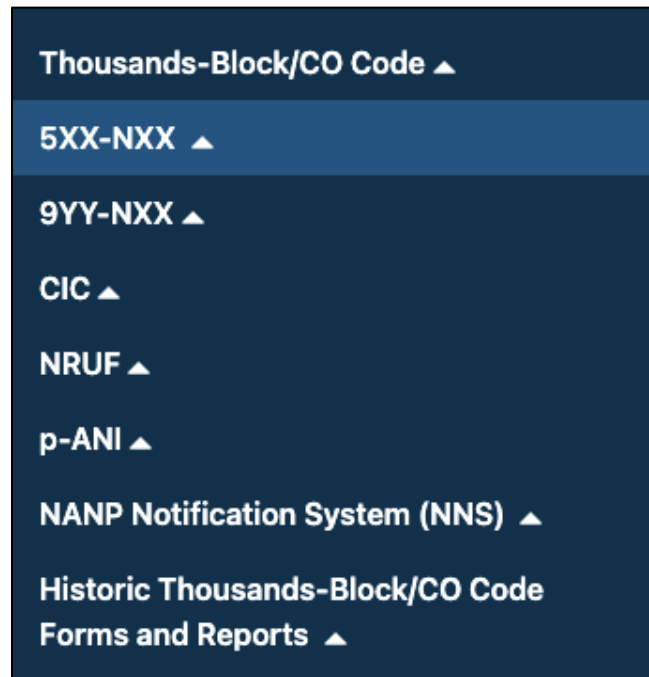 Thousands-Block/CO Code ▲
5XX-NXX ▲
9YY-NXX ▲
CIC ▲
NRUF ▲
p-ANI ▲
NANP Notification System (NNS) ▲
Historic Thousands-Block/CO Code
Forms and Reports ▲